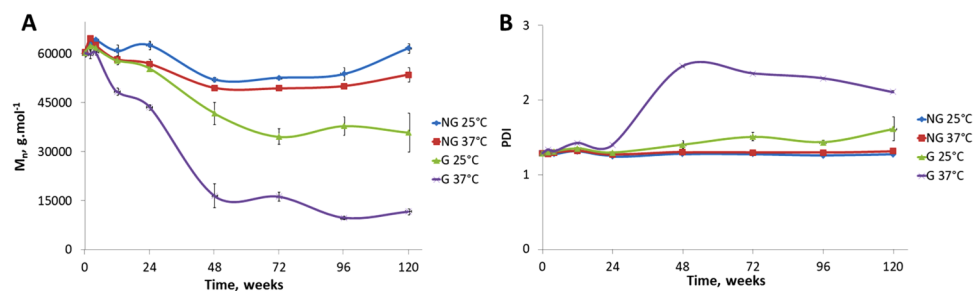 A
60000
45000
30000
15000
0
Mn, g.mol-1
0 24 48 72 96 120
Time, weeks
NG 25°C
NG 37°C
G 25°C
G 37°C
B
3
2
1
0
PDI
0 24 48 72 96 120
Time, weeks
NG 25°C
NG 37°C
G 25°C
G 37°C